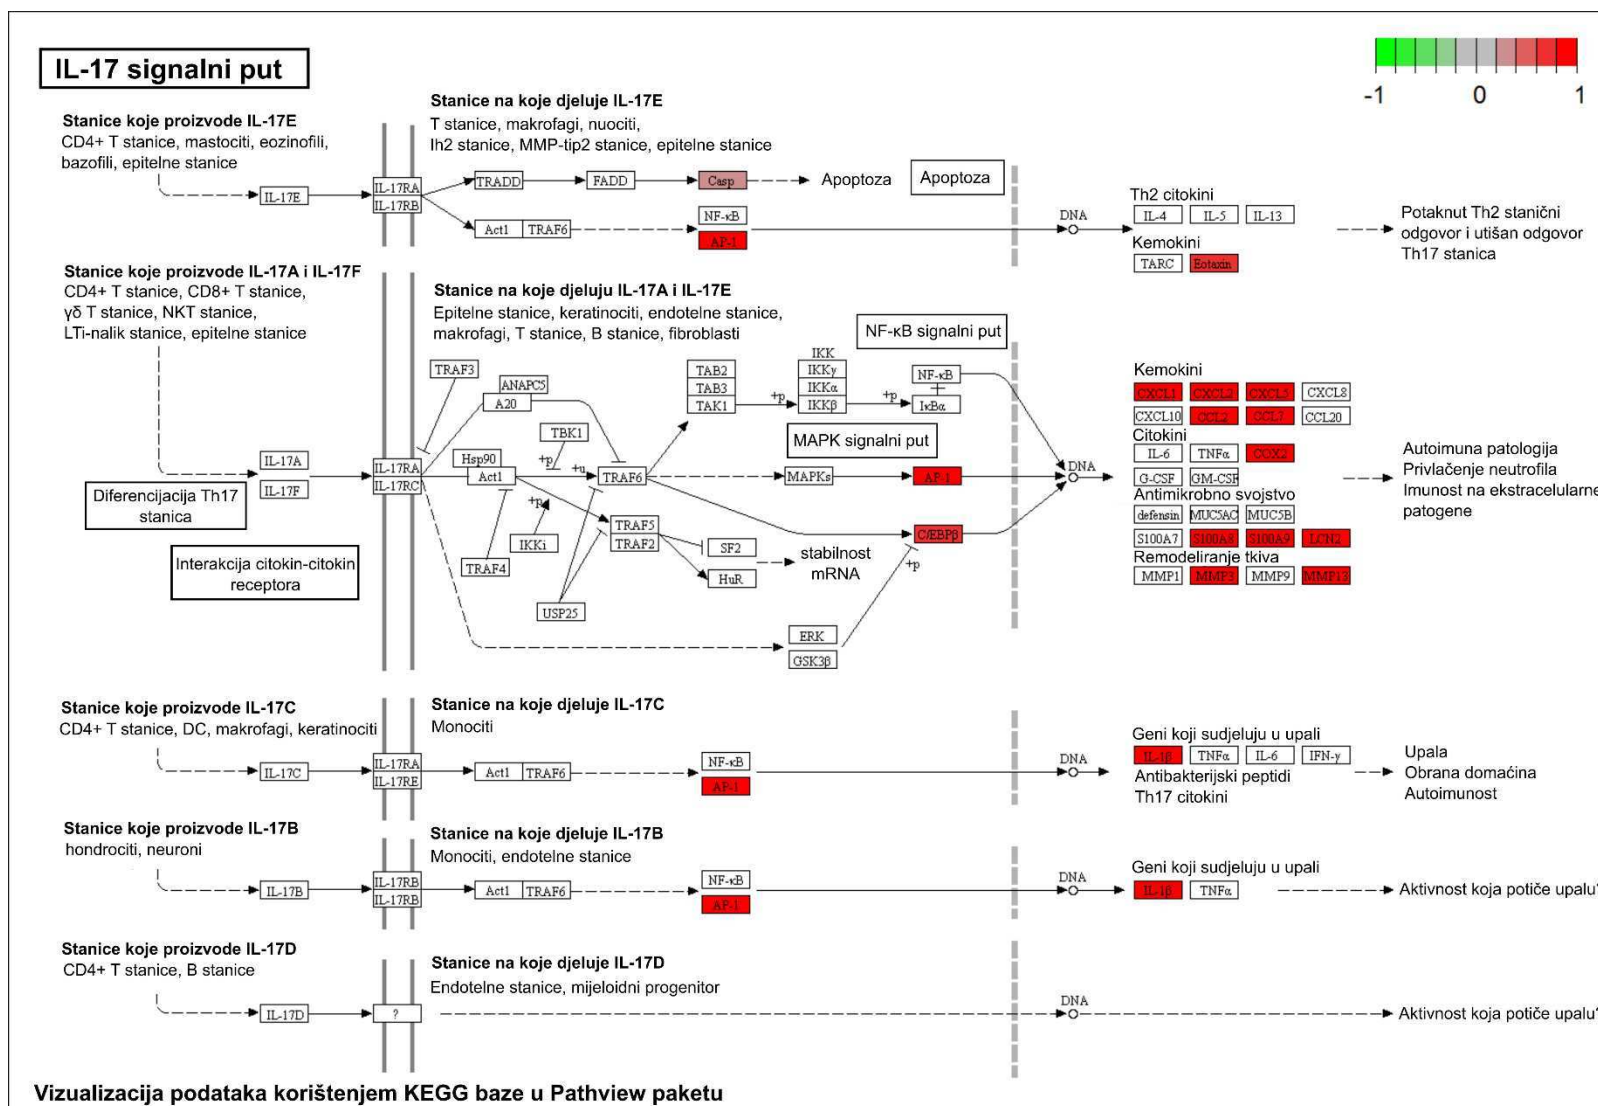 IL-17 signalni put
-1 0 1
Stanice koje proizvode IL-17E
CD4+ T stanice, mastociti, eozinofili,
bazofili, epitelne stanice
Stanice na koje djeluje IL-17E
T stanice, makrofagi, nuociti,
Ih2 stanice, MMP-tip2 stanice, epitelne stanice
IL-17E
IL-17RA
IL-17RB
TRADD
FADD
Casp
Apoptoza
Apoptoza
Act1
TRAF6
NF-κB
AP-1
DNA
Th2 citokini
IL-4
IL-5
IL-13
Kemokini
TARC
Eotaxin
Potaknut Th2 stanični
odgovor i utišan odgovor
Th17 stanica
Stanice koje proizvode IL-17A i IL-17F
CD4+ T stanice, CD8+ T stanice,
γδ T stanice, NKT stanice,
LTi-nalik stanice, epitelne stanice
Stanice na koje djeluju IL-17A i IL-17E
Epitelne stanice, keratinociti, endotelne stanice,
makrofagi, T stanice, B stanice, fibroblasti
NF-κB signalni put
TRAF3
ANAPC5
A20
TAB2
TAB3
TAK1
+p
IKK
IKKγ
IKKα
IKKβ
+p
NF-κB
IκBα
TBK1
MAPK signalni put
IL-17A
IL-17F
IL-17RA
IL-17RC
Hsp90
Act1
+p
+u
TRAF6
MAPKs
AP-1
DNA
Diferencijacija Th17
stanica
Interakcija citokin-citokin
receptora
+p
IKKi
TRAF4
TRAF5
TRAF2
SF2
HuR
stabilnost
mRNA
USP25
C/EBPβ
+p
ERK
GSK3β
Kemokini
CXCL1
CXCL2
CXCL5
CXCL8
CXCL10
CCL2
CCL7
CCL20
Citokini
IL-6
TNFα
COX2
G-CSF
GM-CSF
Antimikrobno svojstvo
defensin
MUC5AC
MUC5B
S100A7
S100A8
S100A9
LCN2
Remodeliranje tkiva
MMP1
MMP3
MMP9
MMP13
Autoimuna patologija
Privlačenje neutrofila
Imunost na ekstracelularne
patogene
Stanice koje proizvode IL-17C
CD4+ T stanice, DC, makrofagi, keratinociti
Stanice na koje djeluje IL-17C
Monociti
IL-17C
IL-17RA
IL-17RE
Act1
TRAF6
NF-κB
AP-1
DNA
Geni koji sudjeluju u upali
IL-1β
TNFα
IL-6
IFN-γ
Antibakterijski peptidi
Th17 citokini
Upala
Obrana domaćina
Autoimunost
Stanice koje proizvode IL-17B
hondrociti, neuroni
Stanice na koje djeluje IL-17B
Monociti, endotelne stanice
IL-17B
IL-17RB
IL-17RB
Act1
TRAF6
NF-κB
AP-1
DNA
Geni koji sudjeluju u upali
IL-1β
TNFα
Aktivnost koja potiče upalu?
Stanice koje proizvode IL-17D
CD4+ T stanice, B stanice
Stanice na koje djeluje IL-17D
Endotelne stanice, mijeloidni progenitor
IL-17D
?
DNA
Aktivnost koja potiče upalu?
Vizualizacija podataka korištenjem KEGG baze u Pathview paketu